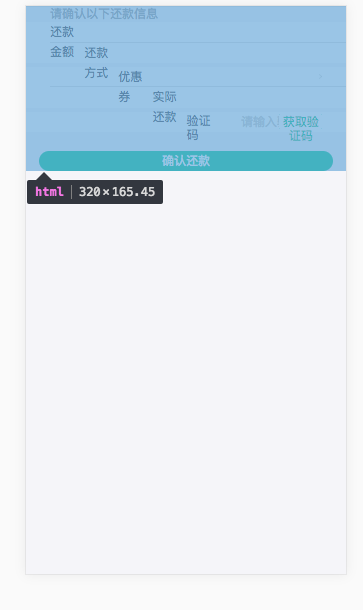 请确认以下还款信息
还款
金额
还款
方式
优惠
券
实际
还款
验证
码
请输入
获取验
证码
确认还款
html 320×165.45